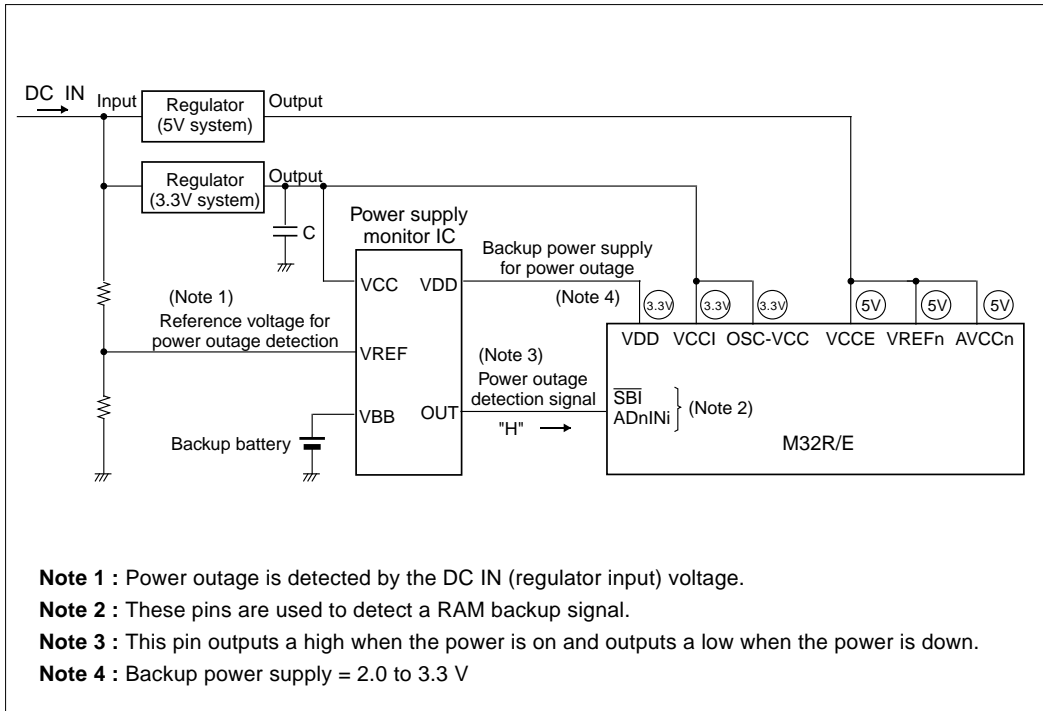 DC IN
Input
Regulator
(5V system)
Output
Regulator
(3.3V system)
Output
C
Power supply
monitor IC
VCC
VDD
VREF
VBB
OUT
Backup power supply
for power outage
(Note 4)
(Note 1)
Reference voltage for
power outage detection
Backup battery
(Note 3)
Power outage
detection signal
"H"
3.3V
3.3V
3.3V
5V
5V
5V
VDD VCCI OSC-VCC VCCE VREFn AVCCn
SBI
ADnINi
(Note 2)
M32R/E
Note 1 : Power outage is detected by the DC IN (regulator input) voltage.
Note 2 : These pins are used to detect a RAM backup signal.
Note 3 : This pin outputs a high when the power is on and outputs a low when the power is down.
Note 4 : Backup power supply = 2.0 to 3.3 V